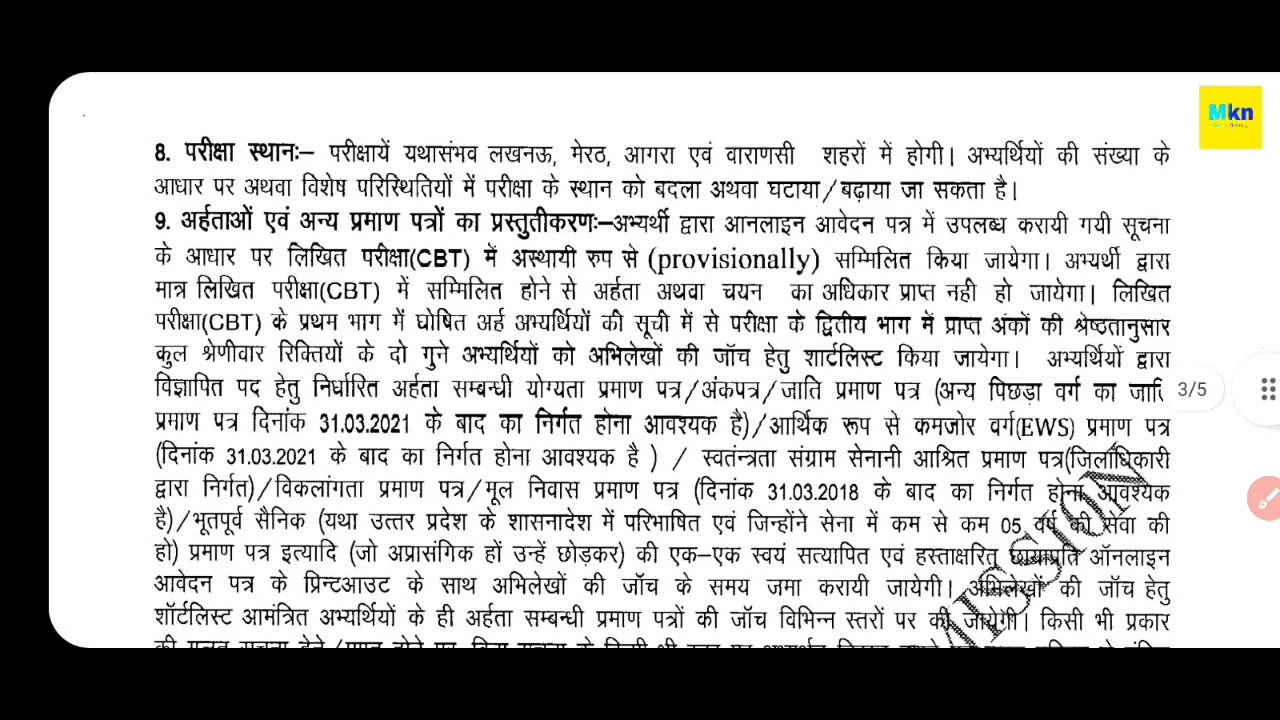 Mkn
Academy
8. परीक्षा स्थानः– परीक्षायें यथासंभव लखनऊ, मेरठ, आगरा एवं वाराणसी शहरों में होगी। अभ्यर्थियों की संख्या के
आधार पर अथवा विशेष परिस्थितियों में परीक्षा के स्थान को बदला अथवा घटाया/बढ़ाया जा सकता है।
9. अर्हताओं एवं अन्य प्रमाण पत्रों का प्रस्तुतीकरणः–अभ्यर्थी द्वारा आनलाइन आवेदन पत्र में उपलब्ध करायी गयी सूचना
के आधार पर लिखित परीक्षा(CBT) में अस्थायी रुप से (provisionally) सम्मिलित किया जायेगा। अभ्यर्थी द्वारा
मात्र लिखित परीक्षा(CBT) में सम्मिलित होने से अर्हता अथवा चयन का अधिकार प्राप्त नही हो जायेगा। लिखित
परीक्षा(CBT) के प्रथम भाग में घोषित अर्ह अभ्यर्थियों की सूची में से परीक्षा के द्वितीय भाग में प्राप्त अंकों की श्रेष्ठतानुसार
कुल श्रेणीवार रिक्तियों के दो गुने अभ्यर्थियों को अभिलेखों की जॉच हेतु शार्टलिस्ट किया जायेगा। अभ्यर्थियों द्वारा
विज्ञापित पद हेतु निर्धारित अर्हता सम्बन्धी योग्यता प्रमाण पत्र/अंकपत्र/जाति प्रमाण पत्र (अन्य पिछड़ा वर्ग का जाति
3/5
प्रमाण पत्र दिनांक 31.03.2021 के बाद का निर्गत होना आवश्यक है)/आर्थिक रूप से कमजोर वर्ग(EWS) प्रमाण पत्र
(दिनांक 31.03.2021 के बाद का निर्गत होना आवश्यक है ) / स्वतंन्त्रता संग्राम सेनानी आश्रित प्रमाण पत्र(जिलाधिकारी
द्वारा निर्गत)/विकलांगता प्रमाण पत्र/मूल निवास प्रमाण पत्र (दिनांक 31.03.2018 के बाद का निर्गत होना आवश्यक
है)/भूतपूर्व सैनिक (यथा उत्तर प्रदेश के शासनादेश में परिभाषित एवं जिन्होंने सेना में कम से कम 05 वर्ष की सेवा की
हो) प्रमाण पत्र इत्यादि (जो अप्रासंगिक हों उन्हें छोड़कर) की एक–एक स्वयं सत्यापित एवं हस्ताक्षरित छायाप्रति ऑनलाइन
आवेदन पत्र के प्रिन्टआउट के साथ अभिलेखों की जॉच के समय जमा करायी जायेगी। अभिलेखों की जॉच हेतु
शॉर्टलिस्ट आमंत्रित अभ्यर्थियों के ही अर्हता सम्बन्धी प्रमाण पत्रों की जॉच विभिन्न स्तरों पर की जायेगी। किसी भी प्रकार